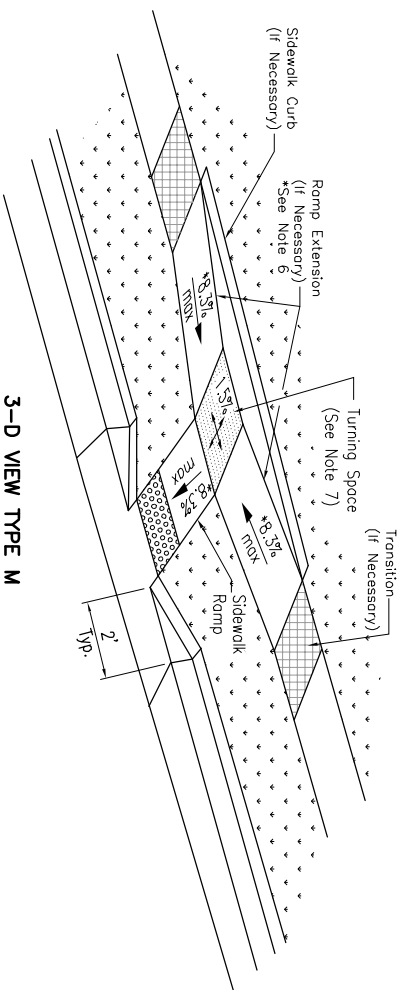 Sidewalk Curb
(If Necessary)
Ramp Extension
(If Necessary)
*See Note 6
Turning Space
(See Note 7)
Transition
(If Necessary)
*8.3%
max
1.5%
*8.3%
max
*8.3%
max
Sidewalk
Ramp
2'
Typ.
3-D VIEW TYPE M